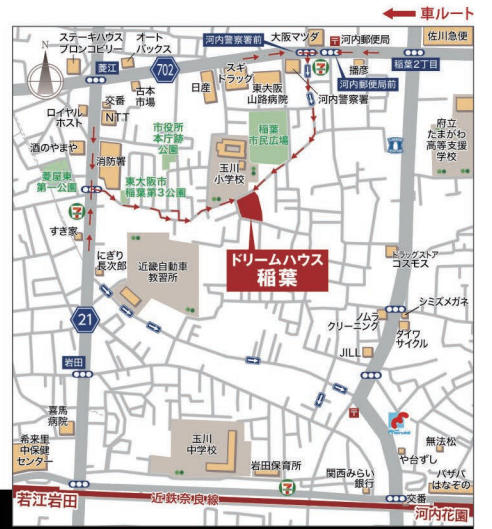 車ルート
ステーキハウス
ブロンコビリー
オート
バックス
河内警察署前
大阪マツダ
河内郵便局
佐川急便
菱江
702
スギ
ドラッグ
河内郵便局前
稲葉2丁目
古本
市場
日産
東大阪
山路病院
播彦
河内警察署
交番
NTT
ロイヤル
ホスト
市役所
本庁跡
公園
稲葉
市民広場
府立
たまがわ
高等支援
学校
酒のやまや
消防署
玉川
小学校
菱屋東
第一公園
東大阪市
稲葉第3公園
すき家
ドリームハウス
稲葉
にぎり
長次郎
近畿自動車
教習所
ドラッグストア
コスモス
21
ノムラ
クリーニング
シミズメガネ
ダイワ
サイクル
JILL
岩田
喜馬
病院
玉川
中学校
無法松
希来里
中保健
センター
岩田保育所
や台ずし
関西みらい
銀行
パザパ
はなぞの
交番
若江岩田
近鉄奈良線
河内花園